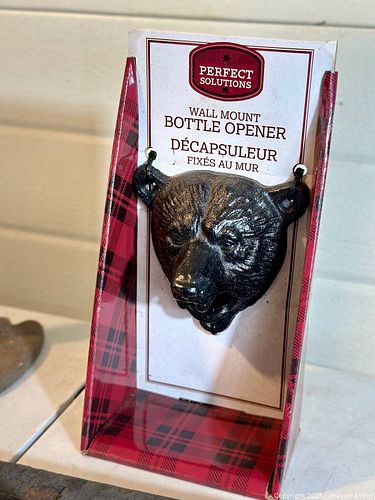 PERFECT
SOLUTIONS
WALL MOUNT
BOTTLE OPENER
DÉCAPSULEUR
FIXÉS AU MUR